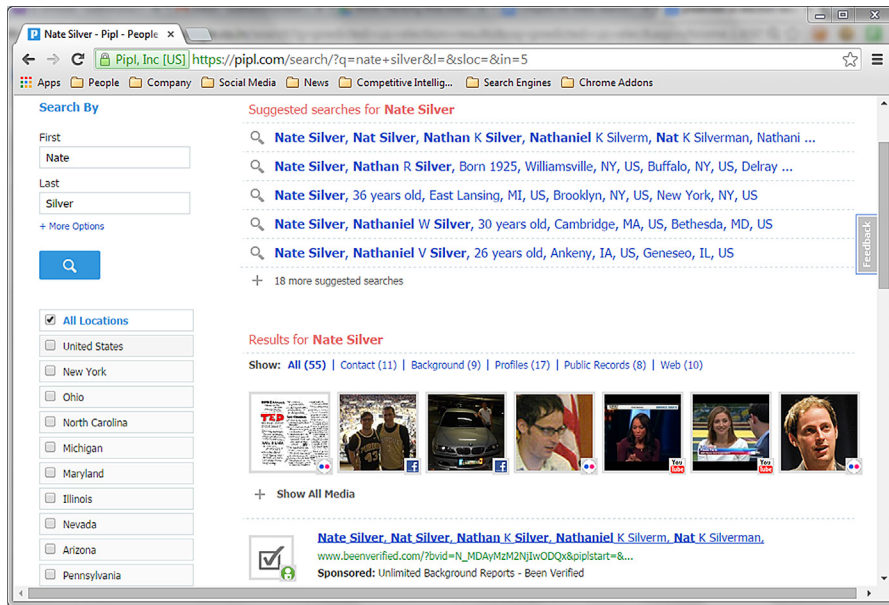 Nate Silver - Pipl - People
Pipl, Inc [US] https://pipl.com/search/?q=nate+silver&l=&sloc=&in=5
Apps People Company Social Media News Competitive Intellig... Search Engines Chrome Addons
Search By
First
Nate
Last
Silver
+ More Options
All Locations
United States
New York
Ohio
North Carolina
Michigan
Maryland
Illinois
Nevada
Arizona
Pennsylvania
Suggested searches for Nate Silver
Nate Silver, Nat Silver, Nathan K Silver, Nathaniel K Silverm, Nat K Silverman, Nathani ...
Nate Silver, Nathan R Silver, Born 1925, Williamsville, NY, US, Buffalo, NY, US, Delray ...
Nate Silver, 36 years old, East Lansing, MI, US, Brooklyn, NY, US, New York, NY, US
Nate Silver, Nathaniel W Silver, 30 years old, Cambridge, MA, US, Bethesda, MD, US
Nate Silver, Nathaniel V Silver, 26 years old, Ankeny, IA, US, Geneseo, IL, US
18 more suggested searches
Results for Nate Silver
Show: All (55) | Contact (11) | Background (9) | Profiles (17) | Public Records (8) | Web (10)
TED
43
You Tube
You Tube
Show All Media
Nate Silver, Nat Silver, Nathan K Silver, Nathaniel K Silverm, Nat K Silverman,
www.beenverified.com/?bvid=N_MDAyMzM2NjIwODQx&piplstart=&...
Sponsored: Unlimited Background Reports - Been Verified
Feedback